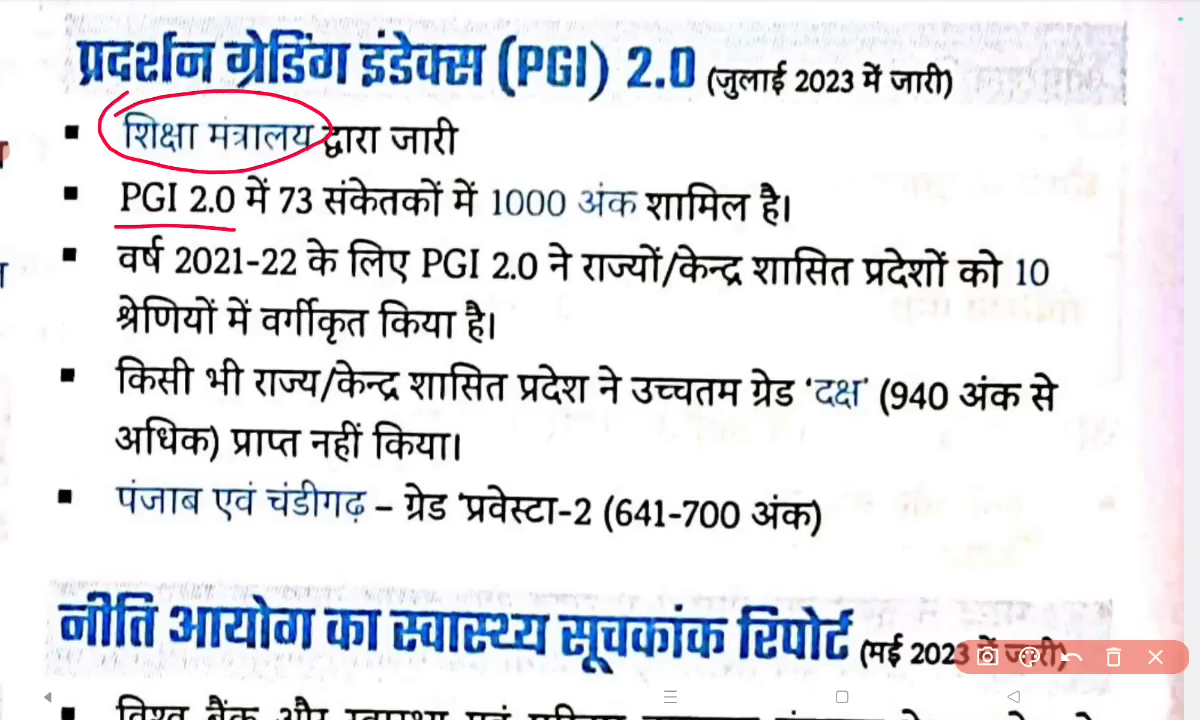 प्रदर्शन ग्रेडिंग इंडेक्स (PGI) 2.0 (जुलाई 2023 में जारी)
▪ शिक्षा मंत्रालय द्वारा जारी
▪ PGI 2.0 में 73 संकेतकों में 1000 अंक शामिल है।
▪ वर्ष 2021-22 के लिए PGI 2.0 ने राज्यों/केन्द्र शासित प्रदेशों को 10
श्रेणियों में वर्गीकृत किया है।
▪ किसी भी राज्य/केन्द्र शासित प्रदेश ने उच्चतम ग्रेड ‘दक्ष’ (940 अंक से
अधिक) प्राप्त नहीं किया।
▪ पंजाब एवं चंडीगढ़ – ग्रेड ‘प्रवेस्टा-2 (641-700 अंक)
नीति आयोग का स्वास्थ्य सूचकांक रिपोर्ट (मई 2023 में जारी)
▪ विश्व बैंक और